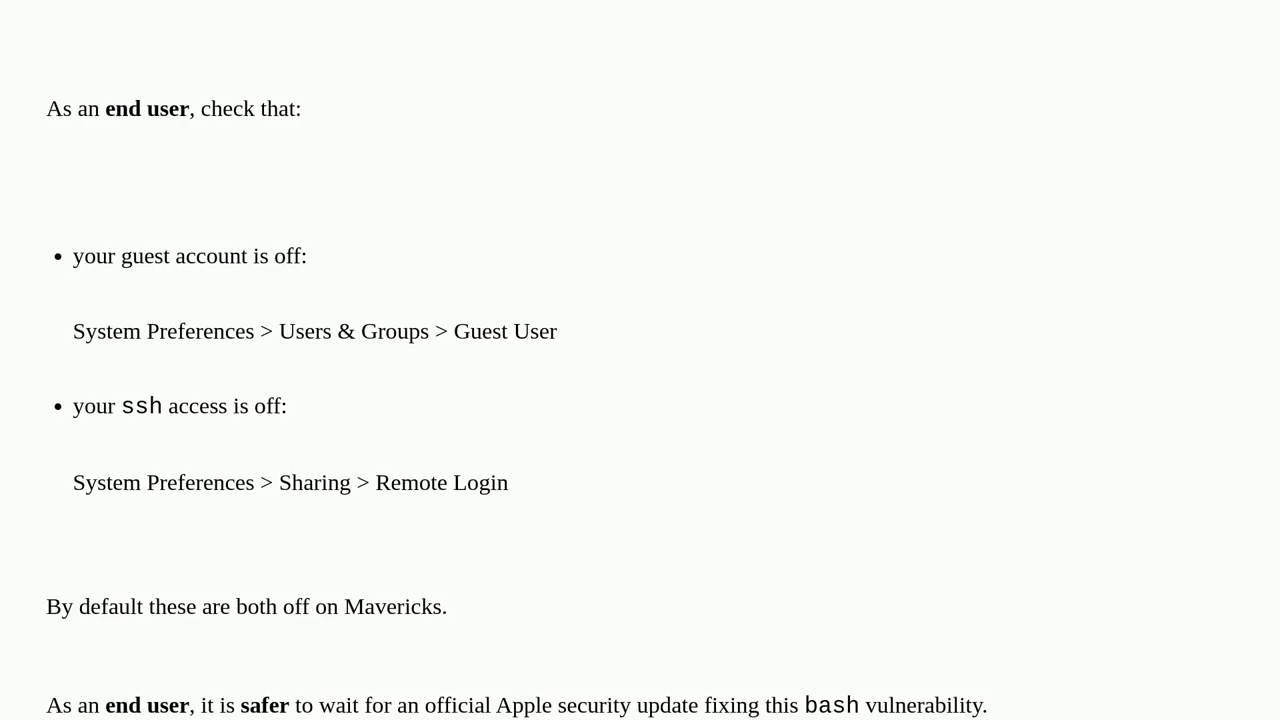 As an end user, check that:
• your guest account is off:
System Preferences > Users & Groups > Guest User
• your ssh access is off:
System Preferences > Sharing > Remote Login
By default these are both off on Mavericks.
As an end user, it is safer to wait for an official Apple security update fixing this bash vulnerability.